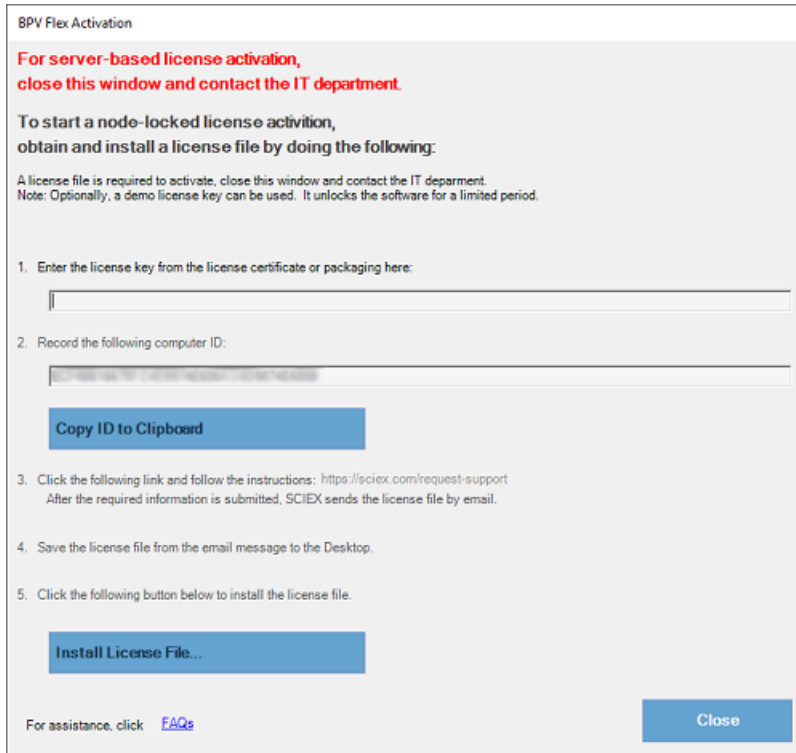 BPV Flex Activation
For server-based license activation,
close this window and contact the IT department.
To start a node-locked license activition,
obtain and install a license file by doing the following:
A license file is required to activate, close this window and contact the IT deparment.
Note: Optionally, a demo license key can be used. It unlocks the software for a limited period.
1. Enter the license key from the license certificate or packaging here:
2. Record the following computer ID:
Copy ID to Clipboard
3. Click the following link and follow the instructions: https://sciex.com/request-support
After the required information is submitted, SCIEX sends the license file by email.
4. Save the license file from the email message to the Desktop.
5. Click the following button below to install the license file.
Install License File...
For assistance, click FAQs
Close